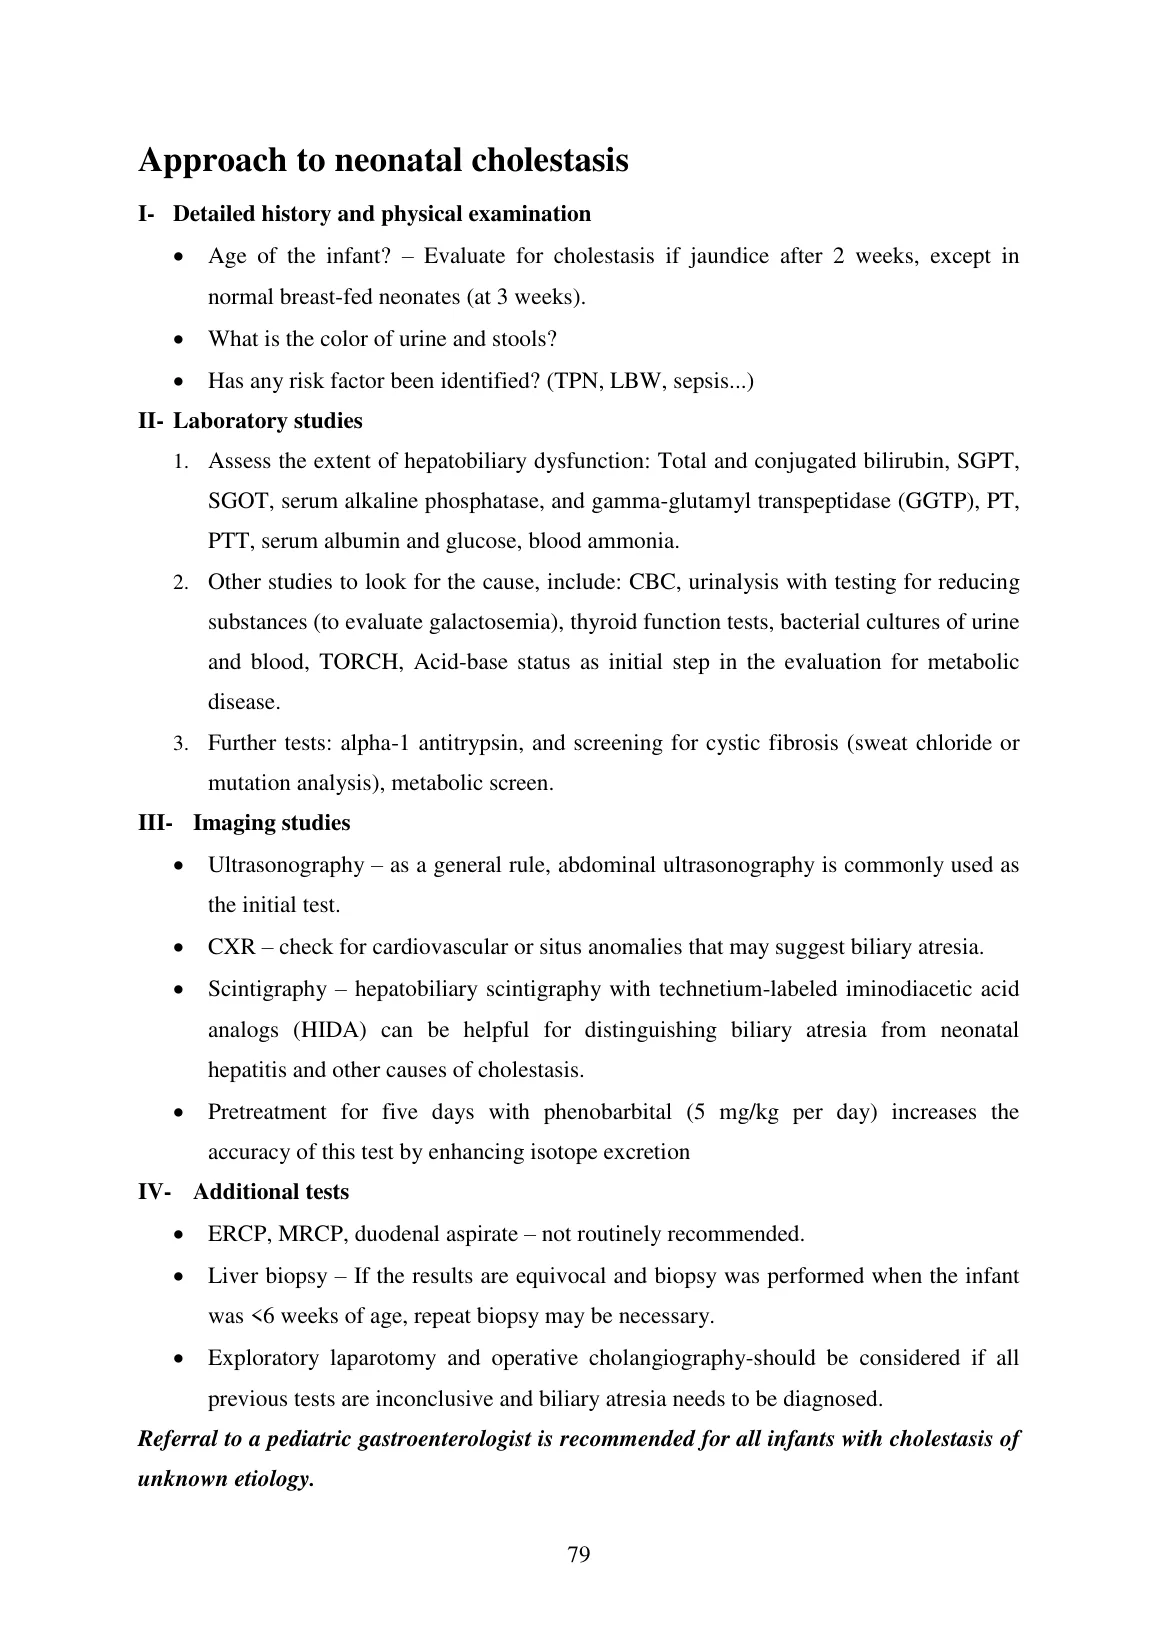 Approach to neonatal cholestasis
I- Detailed history and physical examination
• Age of the infant? – Evaluate for cholestasis if jaundice after 2 weeks, except in
normal breast-fed neonates (at 3 weeks).
• What is the color of urine and stools?
• Has any risk factor been identified? (TPN, LBW, sepsis...)
II- Laboratory studies
1. Assess the extent of hepatobiliary dysfunction: Total and conjugated bilirubin, SGPT,
SGOT, serum alkaline phosphatase, and gamma-glutamyl transpeptidase (GGTP), PT,
PTT, serum albumin and glucose, blood ammonia.
2. Other studies to look for the cause, include: CBC, urinalysis with testing for reducing
substances (to evaluate galactosemia), thyroid function tests, bacterial cultures of urine
and blood, TORCH, Acid-base status as initial step in the evaluation for metabolic
disease.
3. Further tests: alpha-1 antitrypsin, and screening for cystic fibrosis (sweat chloride or
mutation analysis), metabolic screen.
III- Imaging studies
• Ultrasonography – as a general rule, abdominal ultrasonography is commonly used as
the initial test.
• CXR – check for cardiovascular or situs anomalies that may suggest biliary atresia.
• Scintigraphy – hepatobiliary scintigraphy with technetium-labeled iminodiacetic acid
analogs (HIDA) can be helpful for distinguishing biliary atresia from neonatal
hepatitis and other causes of cholestasis.
• Pretreatment for five days with phenobarbital (5 mg/kg per day) increases the
accuracy of this test by enhancing isotope excretion
IV- Additional tests
• ERCP, MRCP, duodenal aspirate – not routinely recommended.
• Liver biopsy – If the results are equivocal and biopsy was performed when the infant
was <6 weeks of age, repeat biopsy may be necessary.
• Exploratory laparotomy and operative cholangiography-should be considered if all
previous tests are inconclusive and biliary atresia needs to be diagnosed.
Referral to a pediatric gastroenterologist is recommended for all infants with cholestasis of
unknown etiology.
79